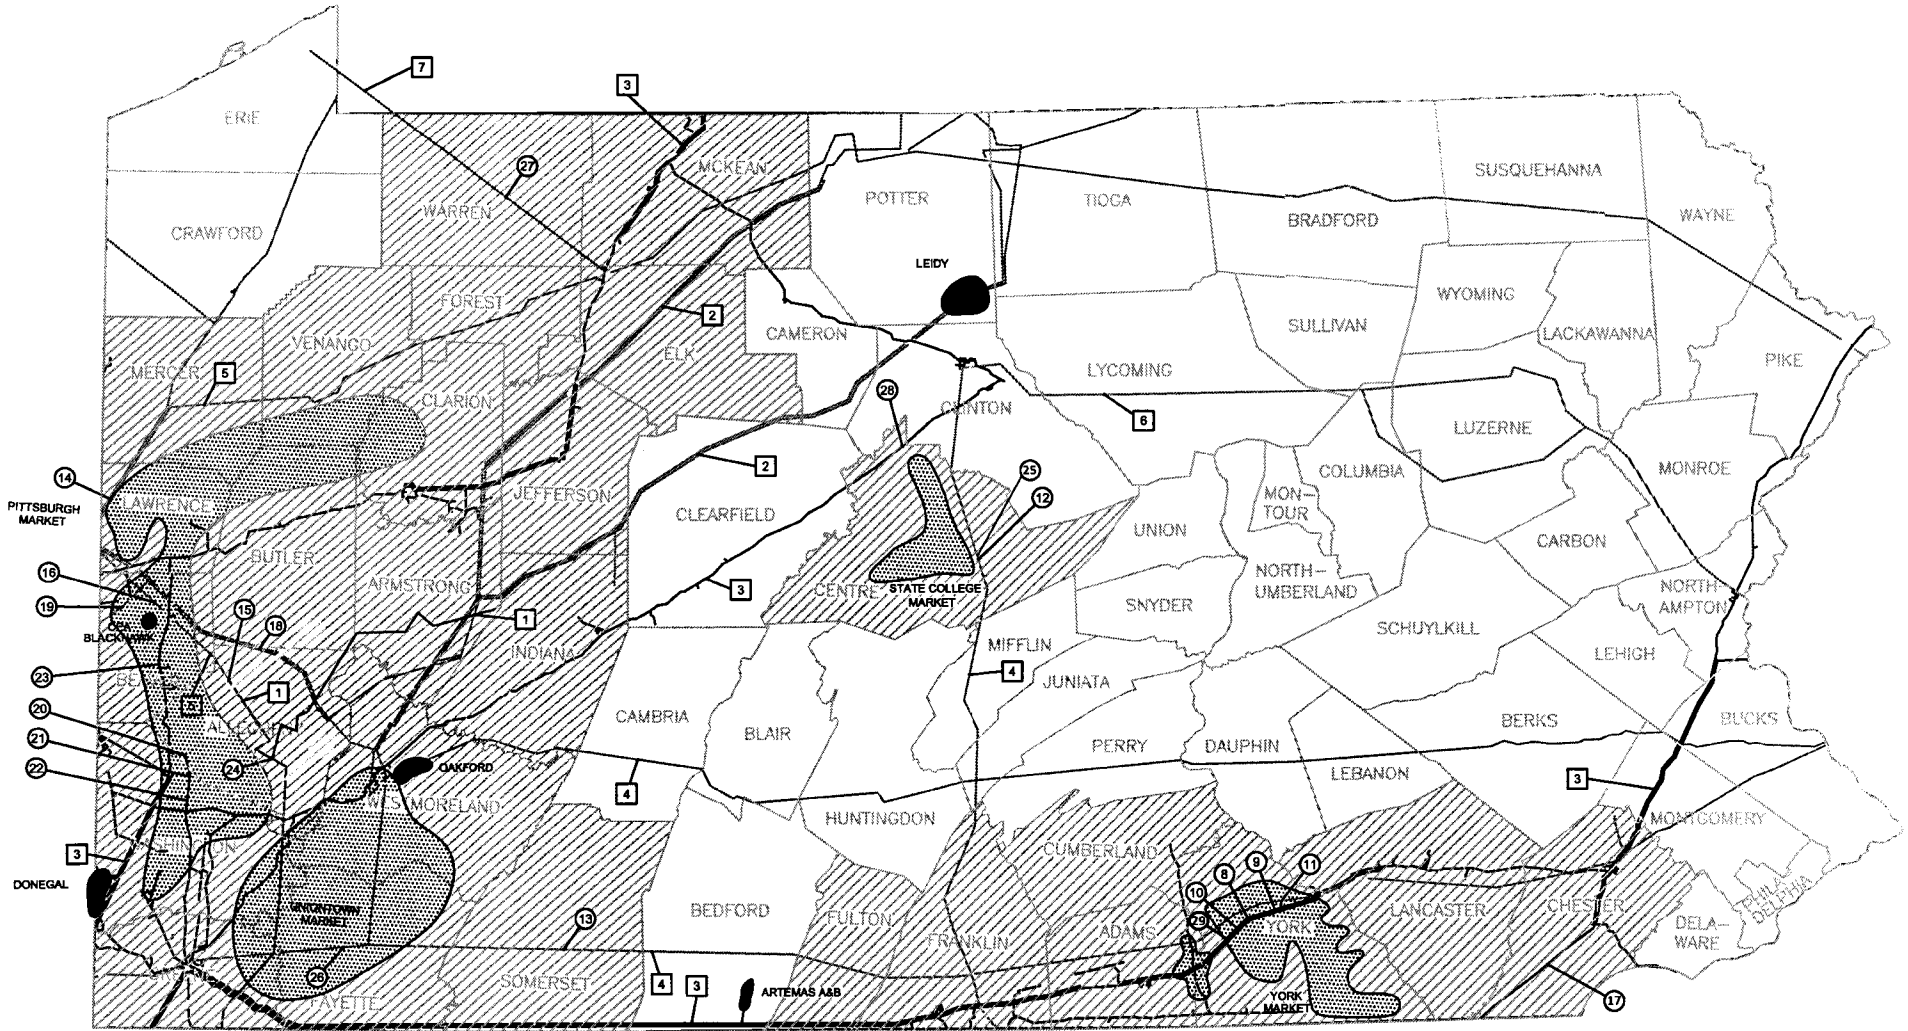 7
3
ERIE
27
MCKEAN
SUSQUEHANNA
POTTER
TIOGA
WARREN
WAYNE
BRADFORD
CRAWFORD
LEIDY
WYOMING
FOREST
2
SULLIVAN
CAMERON
LACKAWANNA
VENANGO
ELK
PIKE
MERCER
5
LYCOMING
28
CLARION
CLINTON
6
LUZERNE
2
25
COLUMBIA
MONROE
14
PITTSBURGH
MARKET
LAWRENCE
JEFFERSON
12
MON-
TOUR
CLEARFIELD
UNION
CARBON
BUTLER
16
ARMSTRONG
3
CENTRE
STATE COLLEGE
MARKET
NORTH-
UMBERLAND
NORTH-
AMPTON
19
15
SNYDER
BLACKHAWK
18
1
SCHUYLKILL
MIFFLIN
INDIANA
LEHIGH
23
4
JUNIATA
1
5
20
CAMBRIA
BERKS
BUCKS
BLAIR
21
PERRY
DAUPHIN
22
24
OAKFORD
LEBANON
3
4
WESTMORELAND
HUNTINGDON
MONTGOMERY
3
CUMBERLAND
8
9
11
DONEGAL
10
PHILA-
DELPHIA
UNIONTOWN
MARKET
13
BEDFORD
FULTON
29
YORK
LANCASTER
CHESTER
FRANKLIN
ADAMS
DELA-
WARE
26
4
3
SOMERSET
ARTEMAS A&B
FAYETTE
YORK
MARKET
17